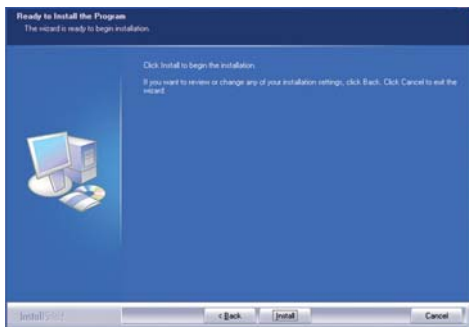 Ready to Install the Program
The wizard is ready to begin installation.
Click Install to begin the installation.
If you want to review or change any of your installation settings, click Back. Click Cancel to exit the
wizard.
InstallShield
< Back
Install
Cancel